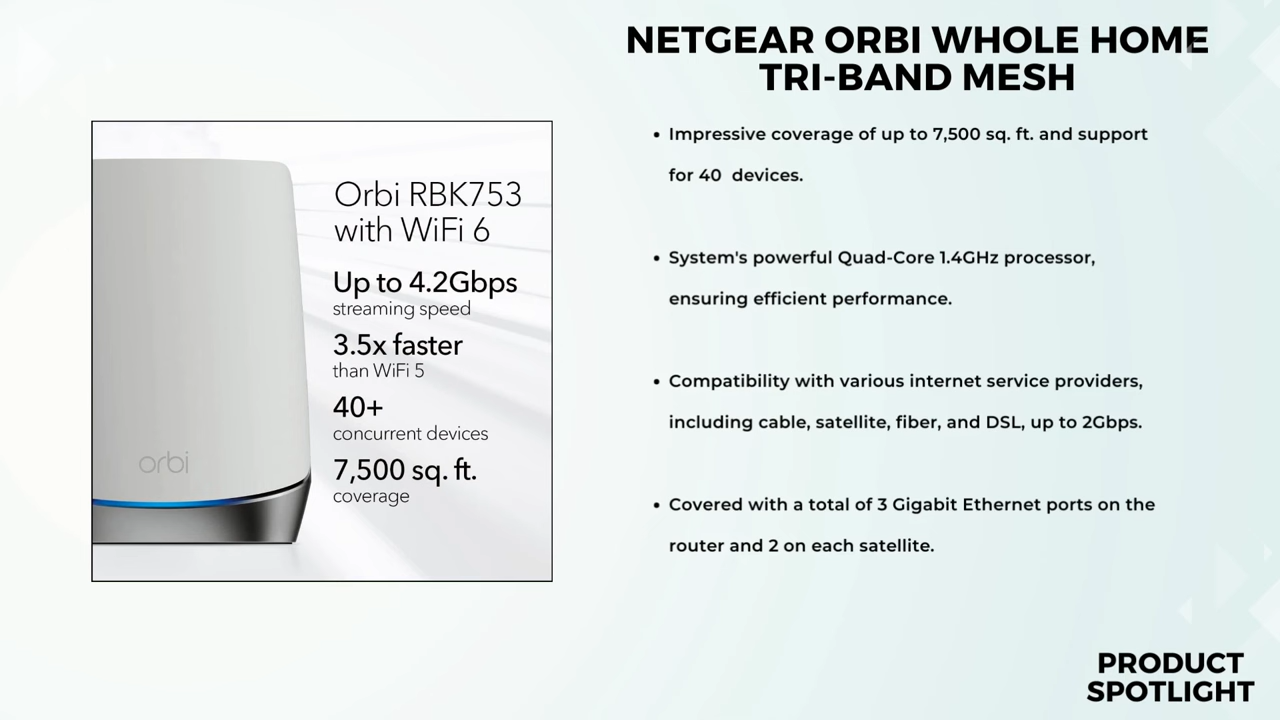 NETGEAR ORBI WHOLE HOME
TRI-BAND MESH
Orbi RBK753
with WiFi 6
Up to 4.2Gbps
streaming speed
3.5x faster
than WiFi 5
40+
concurrent devices
7,500 sq. ft.
coverage
orbi
• Impressive coverage of up to 7,500 sq. ft. and support
for 40 devices.
• System's powerful Quad-Core 1.4GHz processor,
ensuring efficient performance.
• Compatibility with various internet service providers,
including cable, satellite, fiber, and DSL, up to 2Gbps.
• Covered with a total of 3 Gigabit Ethernet ports on the
router and 2 on each satellite.
PRODUCT
SPOTLIGHT